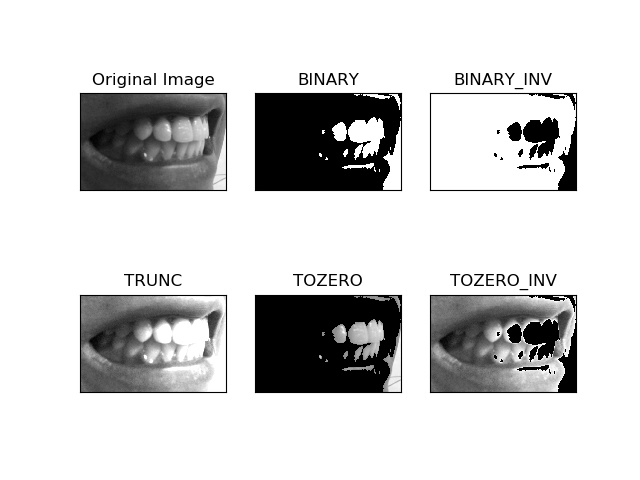 Original Image
BINARY
BINARY_INV
TRUNC
TOZERO
TOZERO_INV